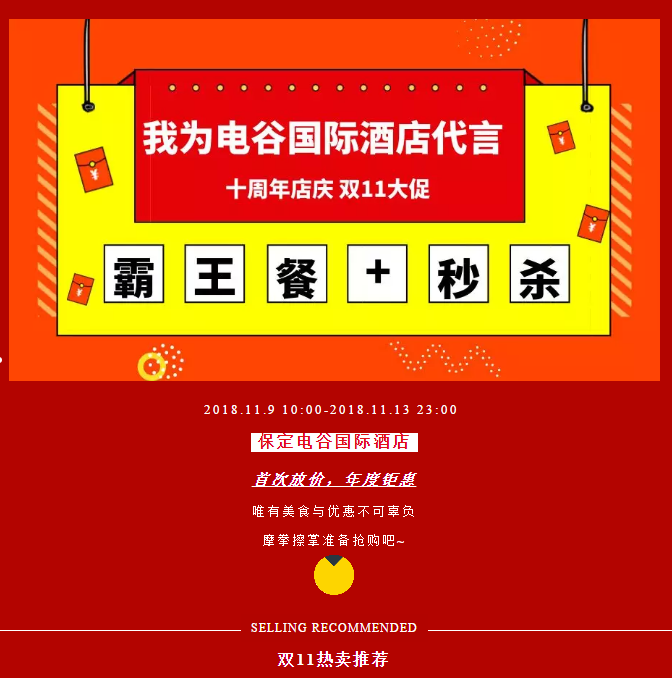 我为电谷国际酒店代言
十周年店庆 双11大促
霸王餐+秒杀
2018.11.9 10:00-2018.11.13 23:00
保定电谷国际酒店
首次放价，年度钜惠
唯有美食与优惠不可辜负
摩拳擦掌准备抢购吧~
SELLING RECOMMENDED
双11热卖推荐